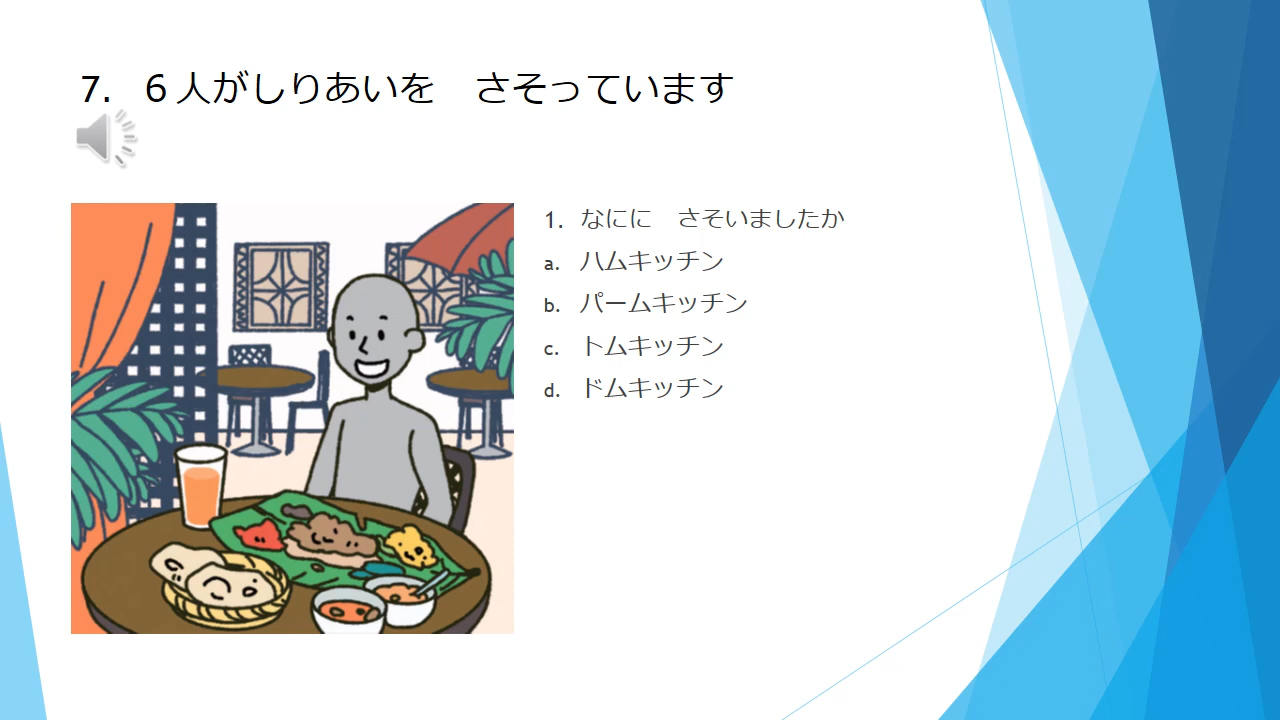 7. ６人がしりあいを　さそっています
1. なにに　さそいましたか
a. ハムキッチン
b. パームキッチン
c. トムキッチン
d. ドムキッチン